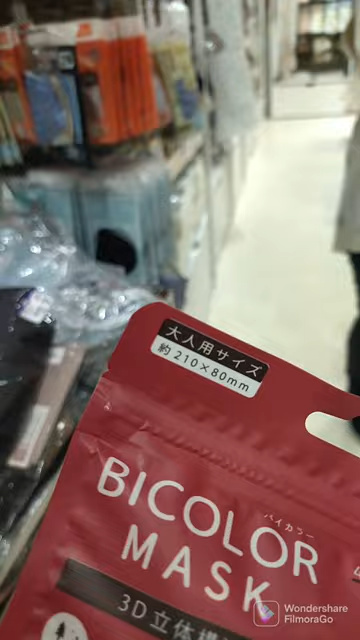 大人用サイズ
約 210×80mm
BICOLOR
バイカラー
MASK
3D立体構
Wondershare
FilmoraGo